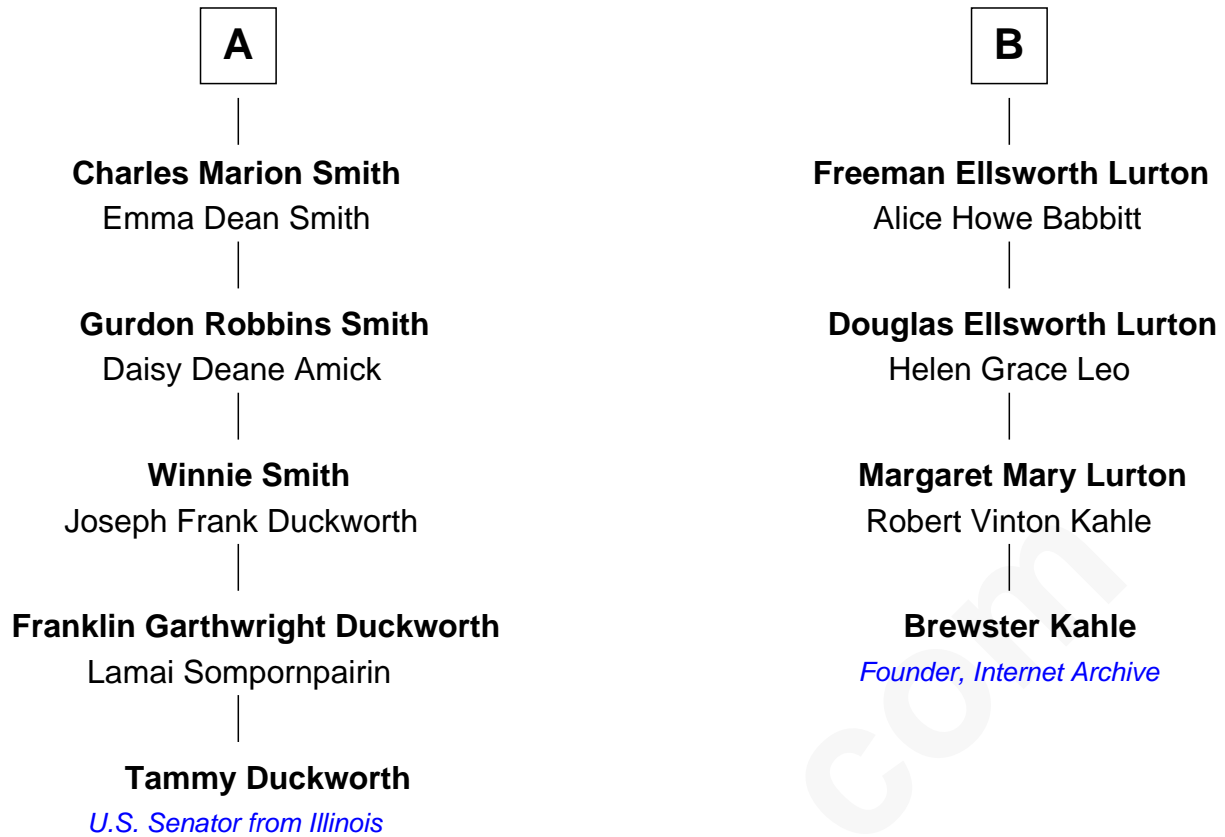 A
Charles Marion Smith
Emma Dean Smith
Gurdon Robbins Smith
Daisy Deane Amick
Winnie Smith
Joseph Frank Duckworth
Franklin Garthwright Duckworth
Lamai Sompornpairin
Tammy Duckworth
U.S. Senator from Illinois
B
Freeman Ellsworth Lurton
Alice Howe Babbitt
Douglas Ellsworth Lurton
Helen Grace Leo
Margaret Mary Lurton
Robert Vinton Kahle
Brewster Kahle
Founder, Internet Archive
com